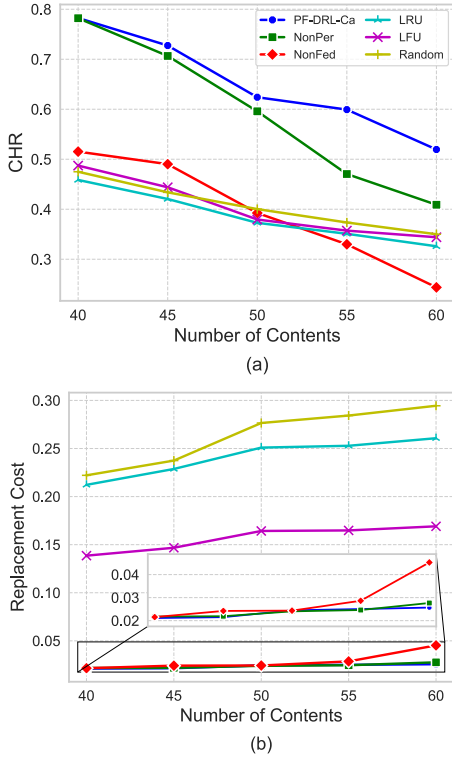 0.8
0.7
0.6
0.5
0.4
0.3
CHR
PF-DRL-Ca
NonPer
NonFed
LRU
LFU
Random
40 45 50 55 60
Number of Contents
(a)
0.30
0.25
0.20
0.15
0.10
0.05
Replacement Cost
0.04
0.03
0.02
40 45 50 55 60
Number of Contents
(b)